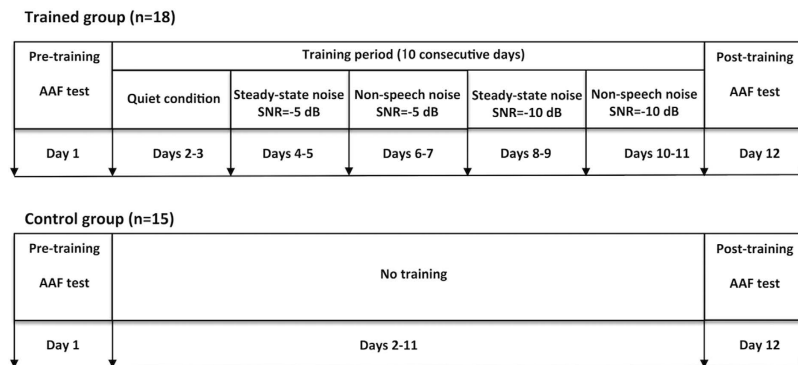 Trained group (n=18)
Pre-training
AAF test
Training period (10 consecutive days)
Post-training
AAF test
Quiet condition
Steady-state noise
SNR=-5 dB
Non-speech noise
SNR=-5 dB
Steady-state noise
SNR=-10 dB
Non-speech noise
SNR=-10 dB
Day 1
Days 2-3
Days 4-5
Days 6-7
Days 8-9
Days 10-11
Day 12
Control group (n=15)
Pre-training
AAF test
No training
Post-training
AAF test
Day 1
Days 2-11
Day 12